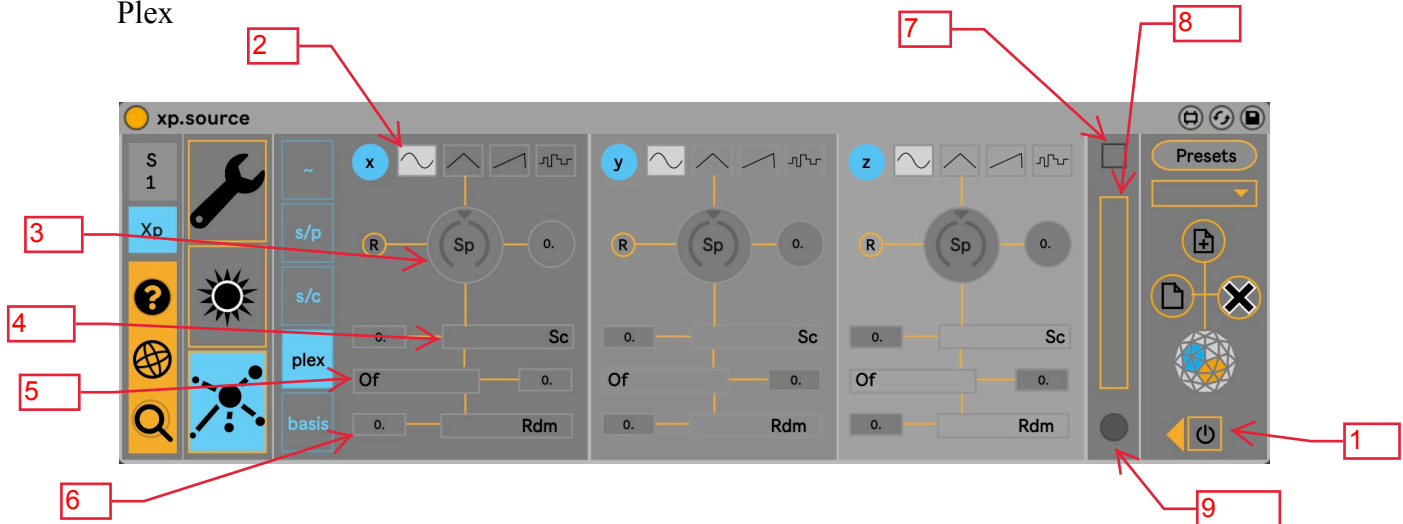 Plex
7
8
2
xp.source
S
1
~
x
y
z
Presets
Xp
s/p
3
R
Sp
0.
R
Sp
0.
R
Sp
0.
?
s/c
4
0.
Sc
0.
Sc
0.
Sc
plex
5
Of
0.
Of
0.
Of
0.
basis
0.
Rdm
0.
Rdm
0.
Rdm
1
6
9